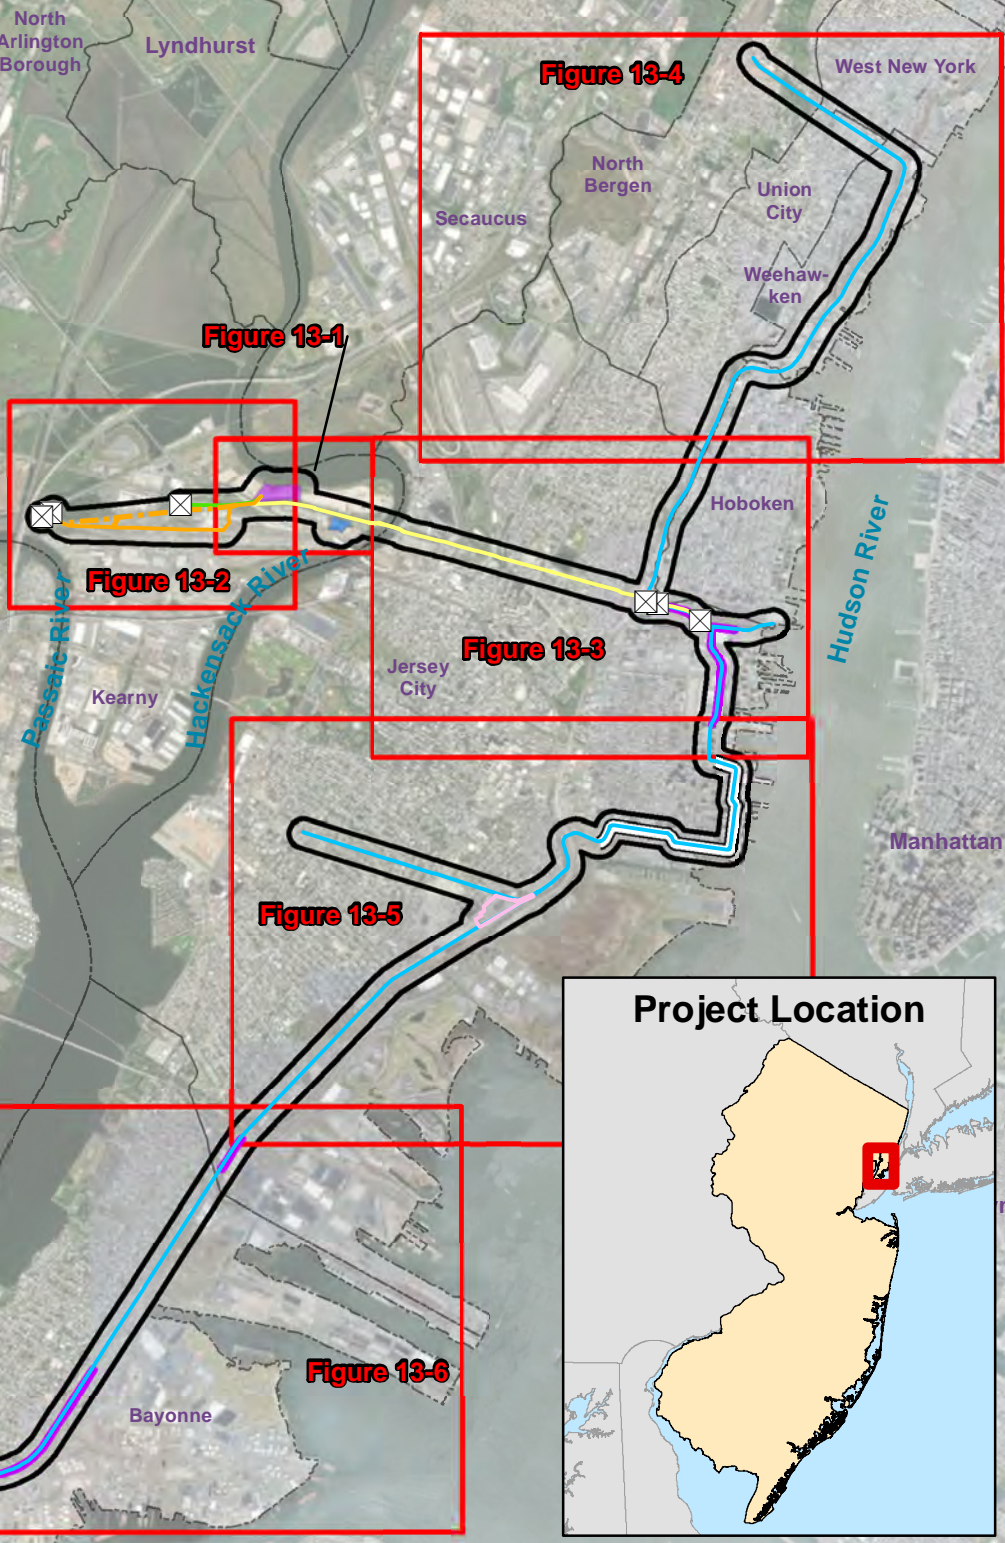 North
Arlington
Borough
Lyndhurst
Figure 13-4
West New York
North
Bergen
Union
City
Secaucus
Weehaw-
ken
Figure 13-1
Hoboken
Figure 13-2
Hudson River
Passaic River
Hackensack River
Jersey
City
Figure 13-3
Kearny
Manhattan
Figure 13-5
Project Location
Figure 13-6
Bayonne